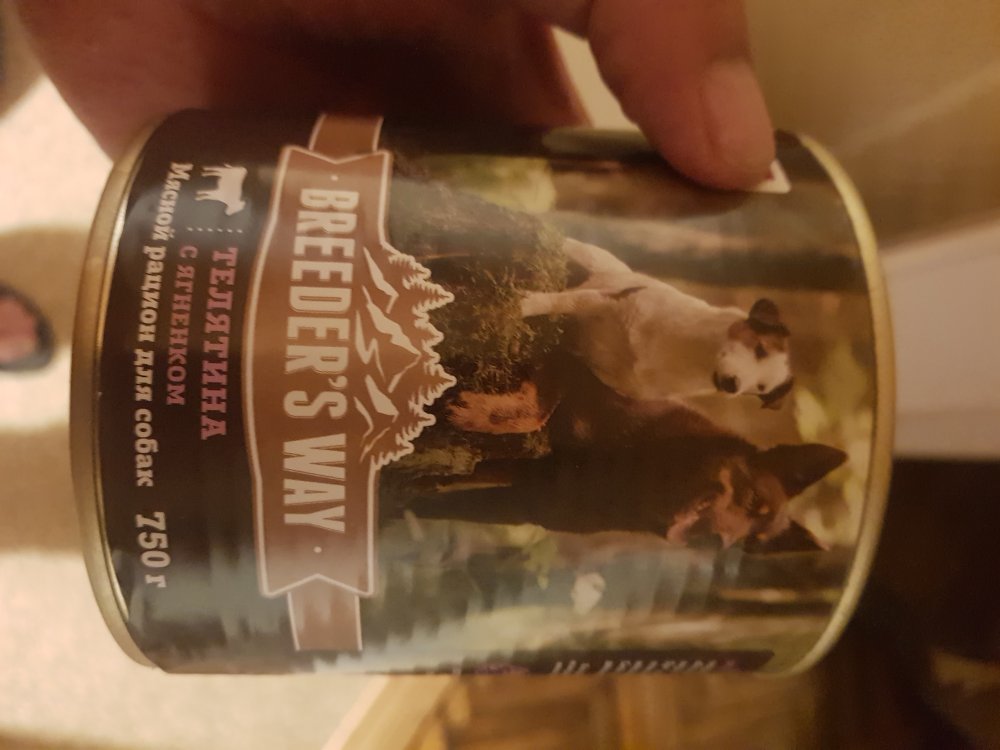 BREEDER'S WAY
ТЕЛЯТИНА
С ЯГНЕНКОМ
Мясной рацион для собак 750 г